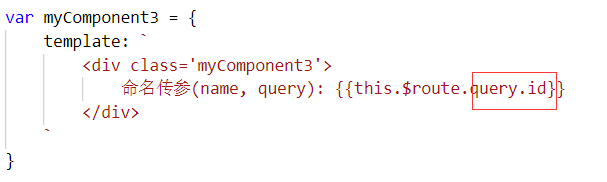 var myComponent3 = {
    template: `
        <div class='myComponent3'>
            命名传参(name, query): {{this.$route.query.id}}
        </div>
    `
}